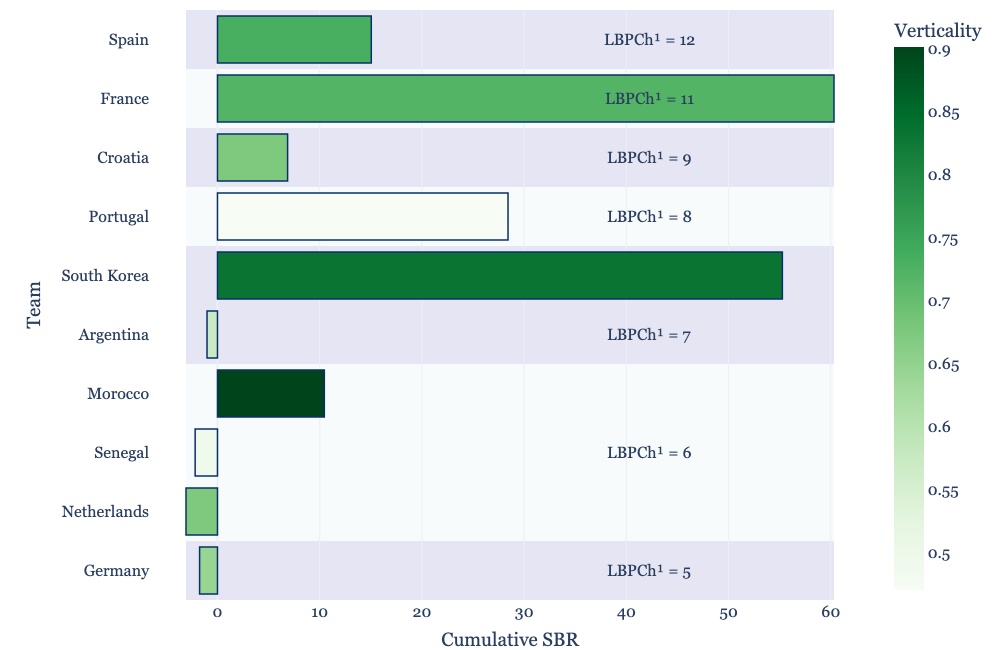 Verticality
Spain
LBPCh¹ = 12
France
LBPCh¹ = 11
Croatia
LBPCh¹ = 9
Portugal
LBPCh¹ = 8
South Korea
Argentina
LBPCh¹ = 7
Morocco
Senegal
LBPCh¹ = 6
Netherlands
Germany
LBPCh¹ = 5
Team
0 10 20 30 40 50 60
Cumulative SBR
0.9
0.85
0.8
0.75
0.7
0.65
0.6
0.55
0.5